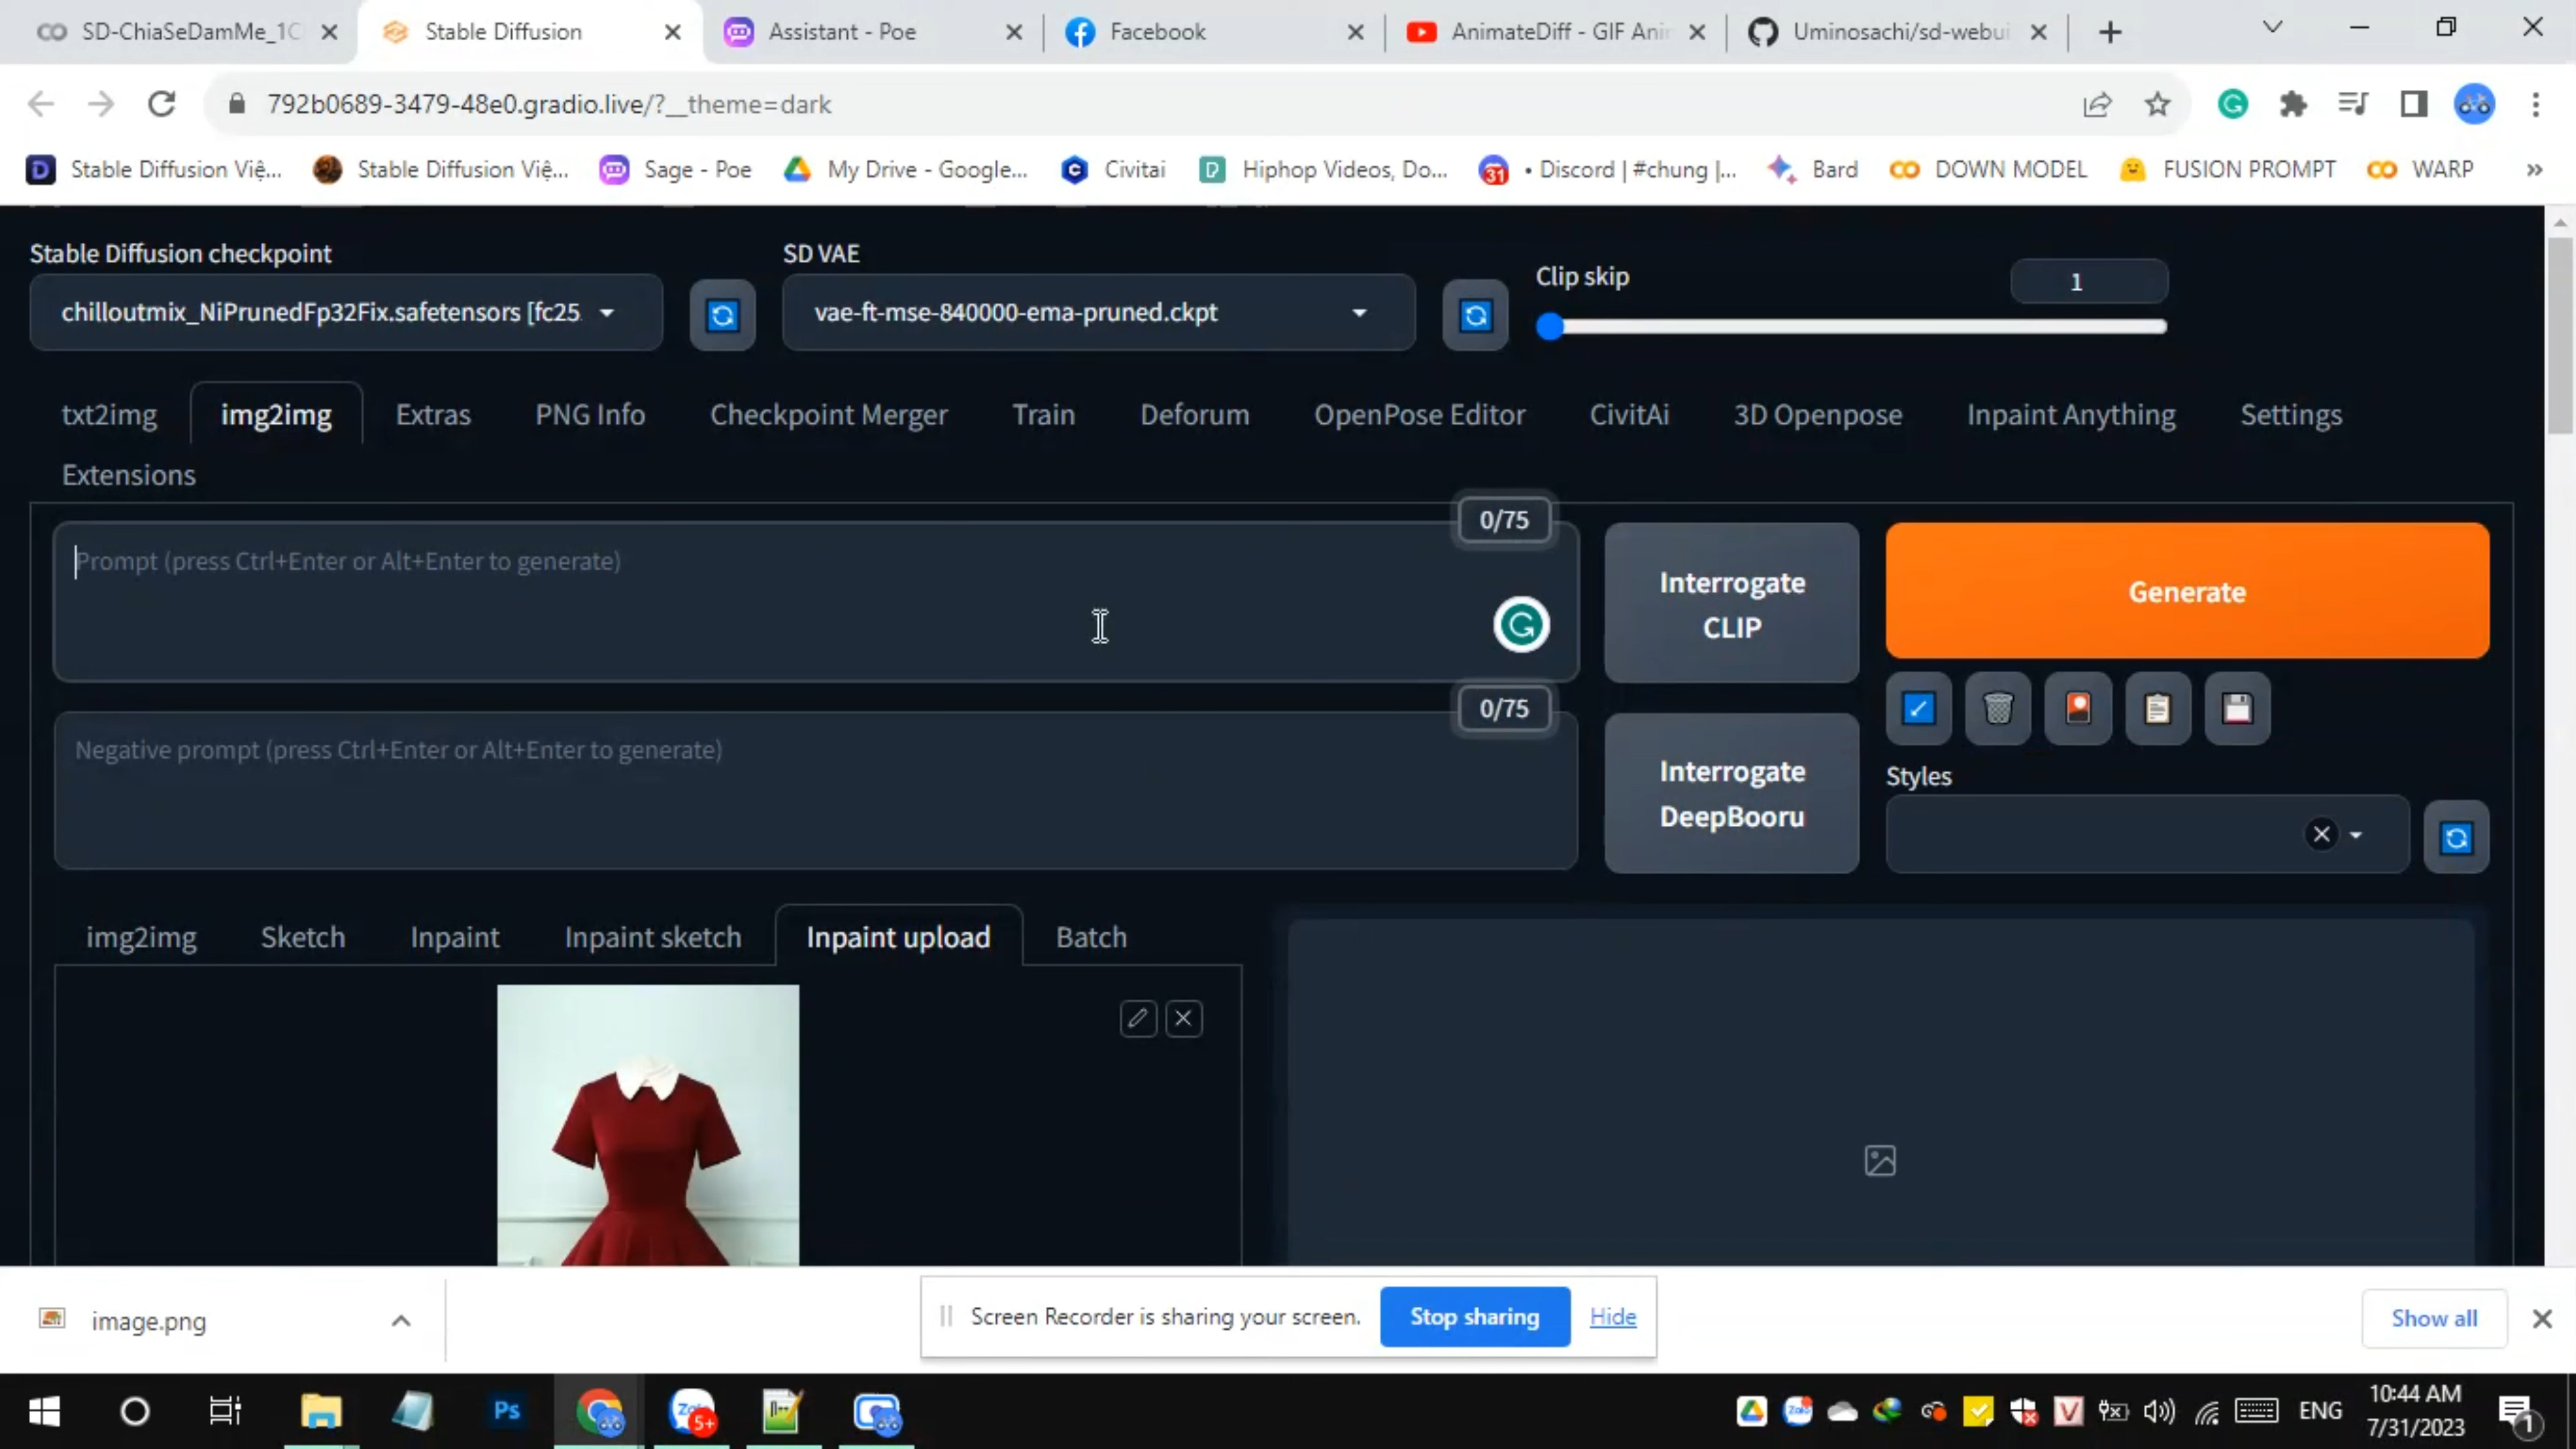 SD-ChiaSeDamMe_1C
Stable Diffusion
Assistant - Poe
Facebook
AnimateDiff - GIF Ani
Uminosachi/sd-webui
792b0689-3479-48e0.gradio.live/?__theme=dark
Stable Diffusion Việ...
Stable Diffusion Việ...
Sage - Poe
My Drive - Google...
Civitai
Hiphop Videos, Do...
31
• Discord | #chung |...
Bard
DOWN MODEL
FUSION PROMPT
WARP
»
Stable Diffusion checkpoint
SD VAE
Clip skip
1
chilloutmix_NiPrunedFp32Fix.safetensors [fc25
vae-ft-mse-840000-ema-pruned.ckpt
txt2img
img2img
Extras
PNG Info
Checkpoint Merger
Train
Deforum
OpenPose Editor
CivitAi
3D Openpose
Inpaint Anything
Settings
Extensions
0/75
Prompt (press Ctrl+Enter or Alt+Enter to generate)
Interrogate
CLIP
Generate
0/75
Negative prompt (press Ctrl+Enter or Alt+Enter to generate)
Interrogate
DeepBooru
Styles
img2img
Sketch
Inpaint
Inpaint sketch
Inpaint upload
Batch
image.png
Screen Recorder is sharing your screen.
Stop sharing
Hide
Show all
Ps
Zalo
5+
ENG
10:44 AM
7/31/2023
1